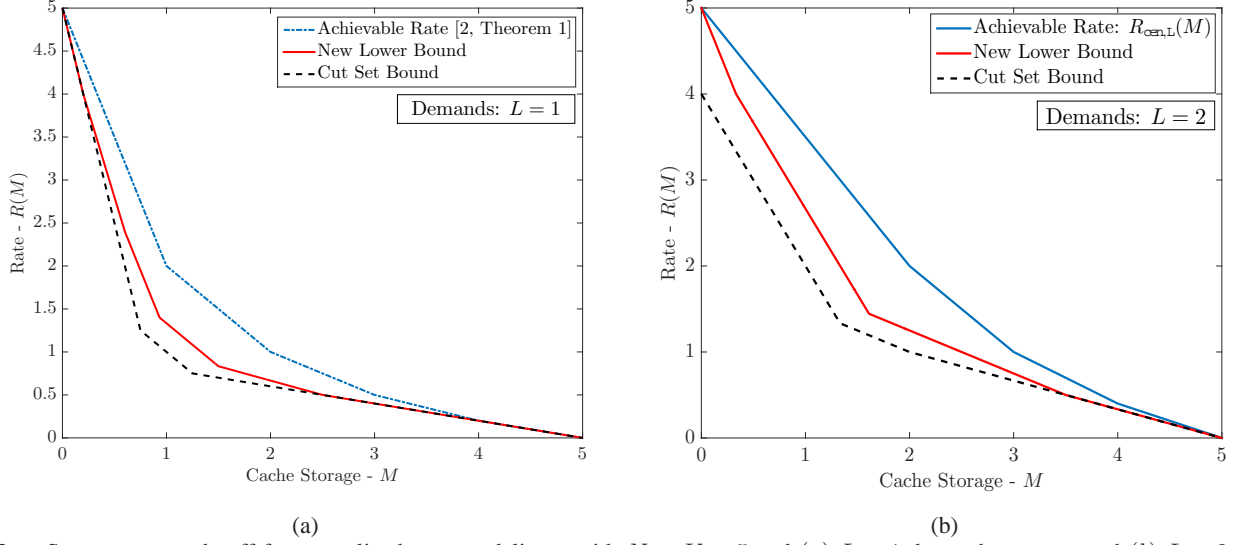 5
4.5
4
3.5
3
2.5
2
1.5
1
0.5
0
Rate - R(M)
0 1 2 3 4 5
Cache Storage - M
Achievable Rate [2, Theorem 1]
New Lower Bound
Cut Set Bound
Demands: L = 1
(a)
5
4
3
2
1
0
Rate - R(M)
0 1 2 3 4 5
Cache Storage - M
Achievable Rate: R
New Lower Bound
Cut Set Bound
Demands: L = 2
(b)